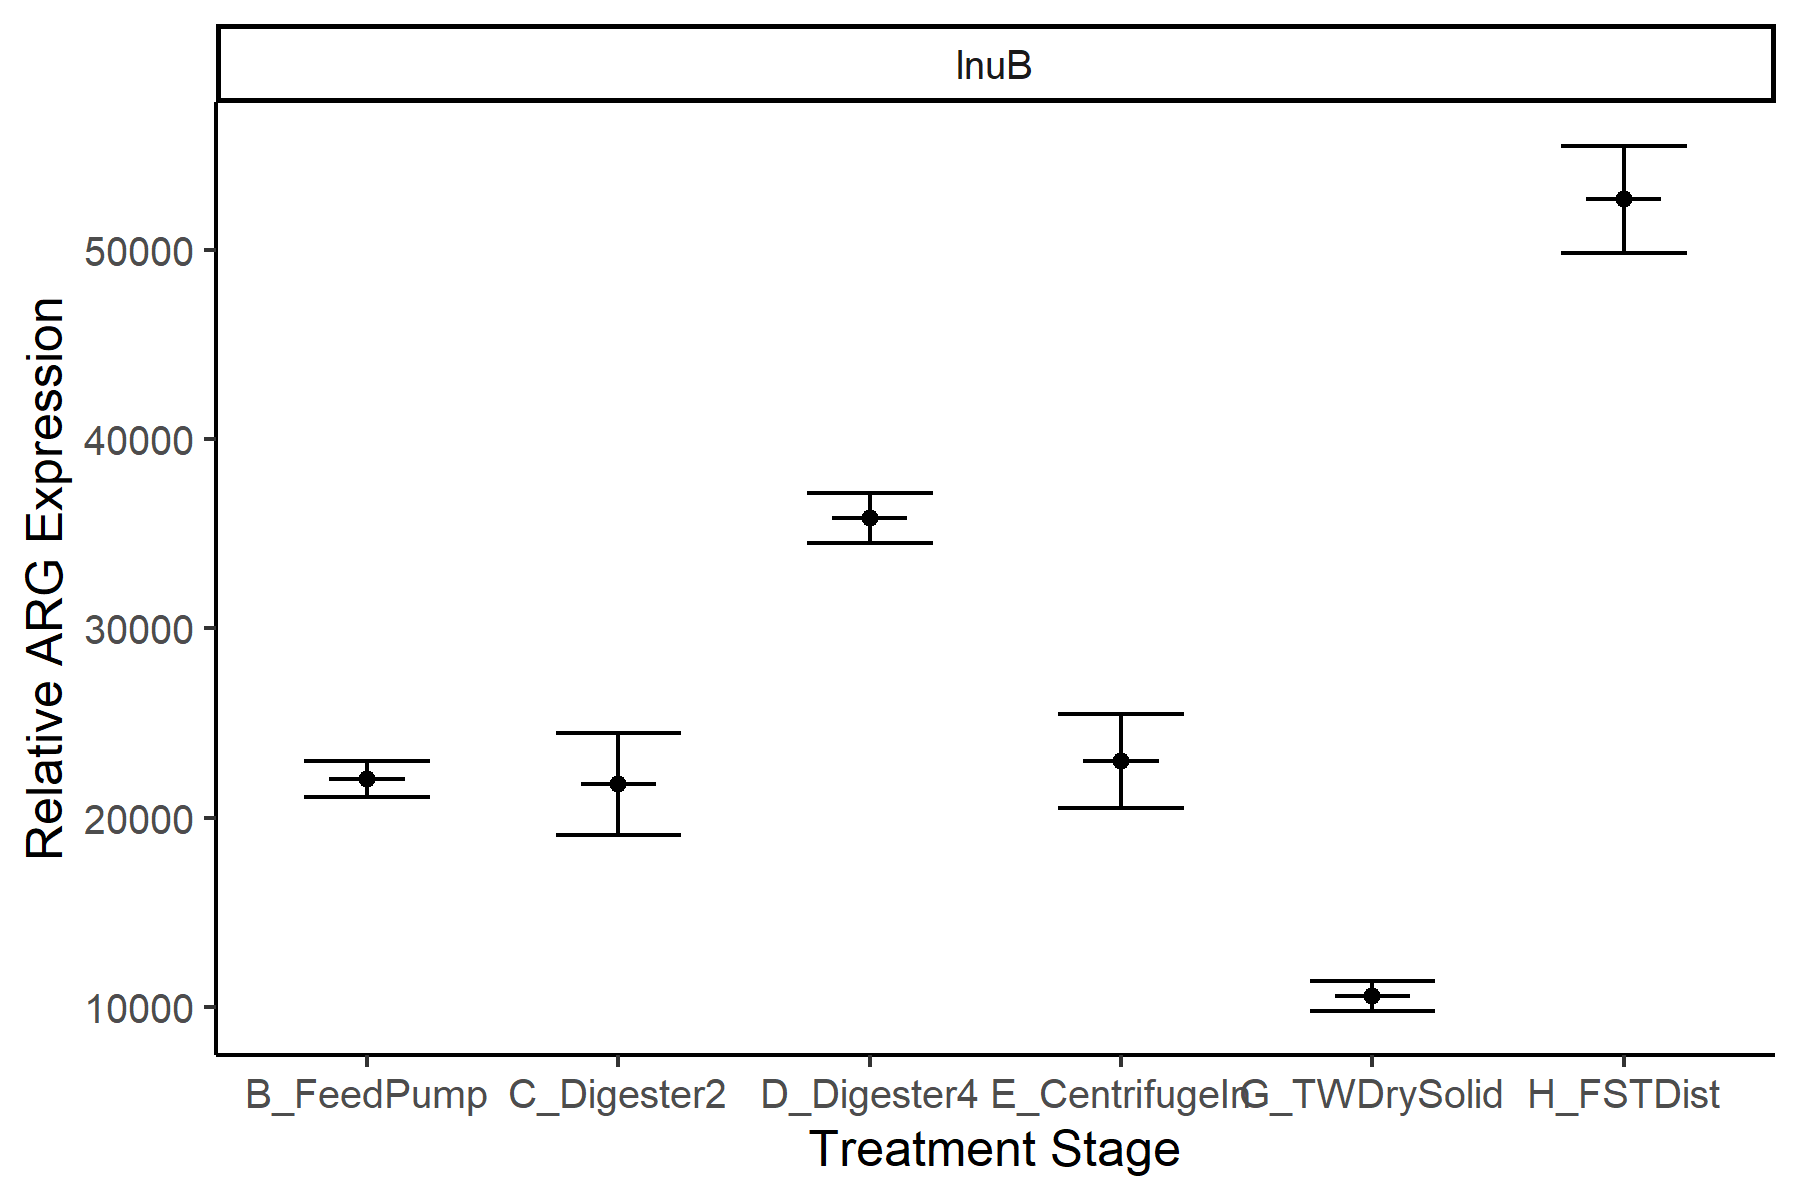 lnuB
Relative ARG Expression
50000
40000
30000
20000
10000
B_FeedPump C_Digester2 D_Digester4 E_CentrifugeIn G_TWDrySolid H_FSTDist
Treatment Stage